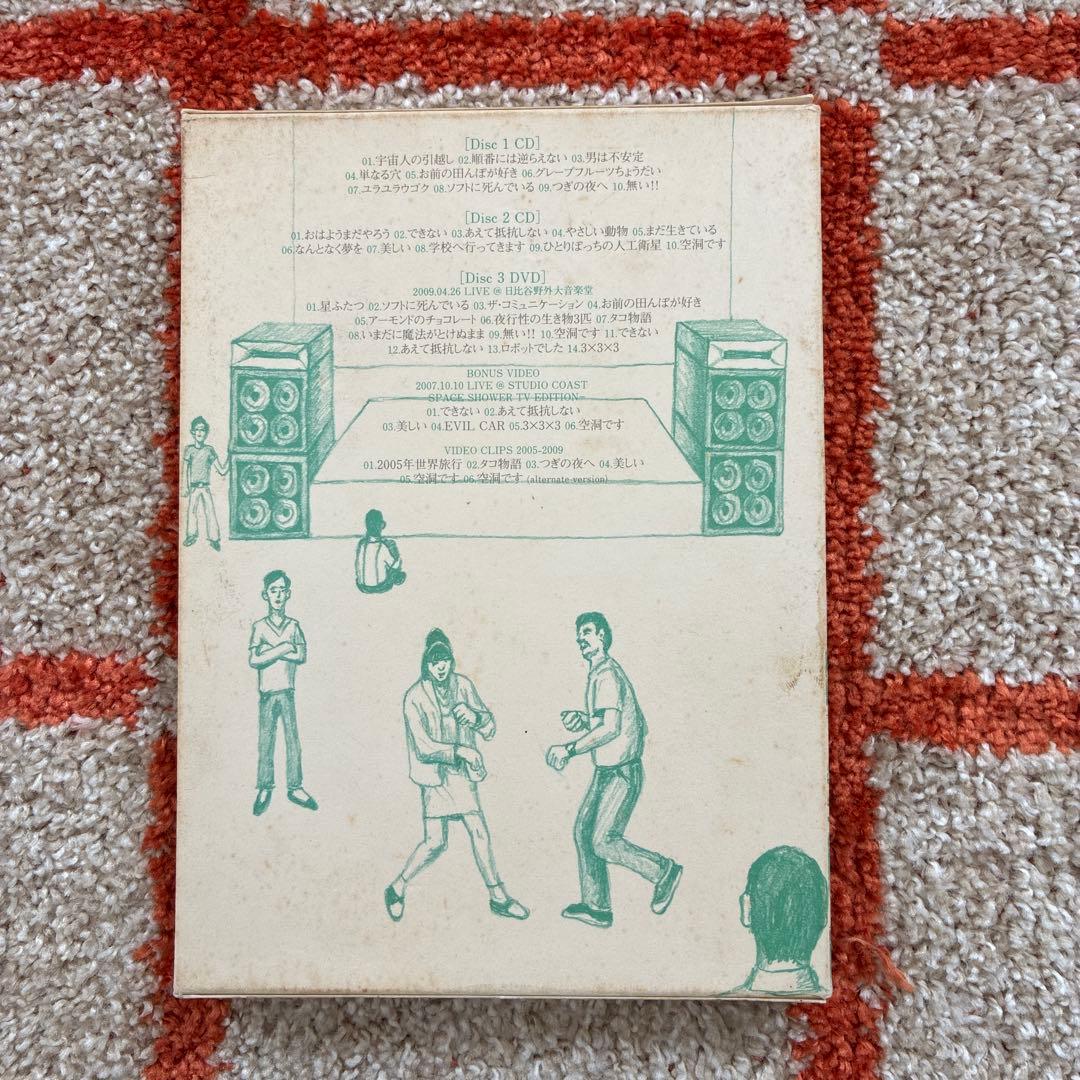 [Disc 1 CD]
01.宇宙人の引越し 02.順番には逆らえない 03.男は不安定
04.単なる穴 05.お前の田んぼが好き 06.グレープフルーツちょうだい
07.ユラユラウゴク 08.ソフトに死んでいる 09.つぎの夜へ 10.無い!!
[Disc 2 CD]
01.おはようまだやろう 02.できない 03.あえて抵抗しない 04.やさしい動物 05.まだ生きている
06.なんとなく夢を 07.美しい 08.学校へ行ってきます 09.ひとりぼっちの人工衛星 10.空洞です
[Disc 3 DVD]
2009.04.26 LIVE @ 日比谷野外大音楽堂
01.星ふたつ 02.ソフトに死んでいる 03.ザ・コミュニケーション 04.お前の田んぼが好き
05.アーモンドのチョコレート 06.夜行性の生き物3匹 07.タコ物語
08.いまだに魔法がとけぬまま 09.無い!! 10.空洞です 11.できない
12.あえて抵抗しない 13.ロボットでした 14.3×3×3
BONUS VIDEO
2007.10.10 LIVE @ STUDIO COAST
SPACE SHOWER TV EDITION=
01.できない 02.あえて抵抗しない
03.美しい 04.EVIL CAR 05.3×3×3 06.空洞です
VIDEO CLIPS 2005-2009
01.2005年世界旅行 02.タコ物語 03.つぎの夜へ 04.美しい
05.空洞です 06.空洞です (alternate version)